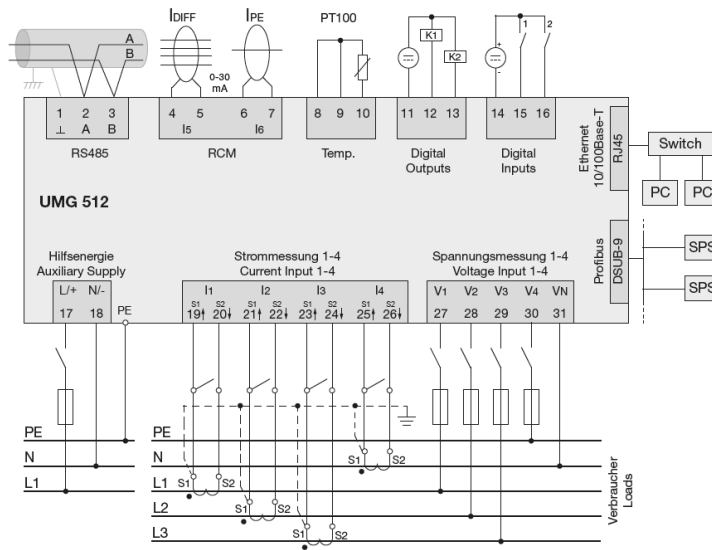 A
B
IDIFF
IPE
0-30
mA
PT100
K1
K2
+
-
1
2
1 2 3
⊥ A B
4 5
I5
6 7
I6
8 9 10
11 12 13
14 15 16
RS485
RCM
Temp.
Digital
Outputs
Digital
Inputs
Ethernet
10/100Base-T
RJ45
Switch
PC
PC
UMG 512
Profibus
DSUB-9
SPS
SPS
Hilfsenergie
Auxiliary Supply
L/+ N/-
17 18
PE
Strommessung 1-4
Current Input 1-4
I1 I2 I3 I4
S1 S2 S1 S2 S1 S2 S1 S2
19 20 21 22 23 24 25 26
Spannungsmessung 1-4
Voltage Input 1-4
V1 V2 V3 V4 VN
27 28 29 30 31
PE
N
L1
PE
N
L1
L2
L3
S1 S2
S1 S2
S1 S2
S1 S2
Verbraucher
Loads